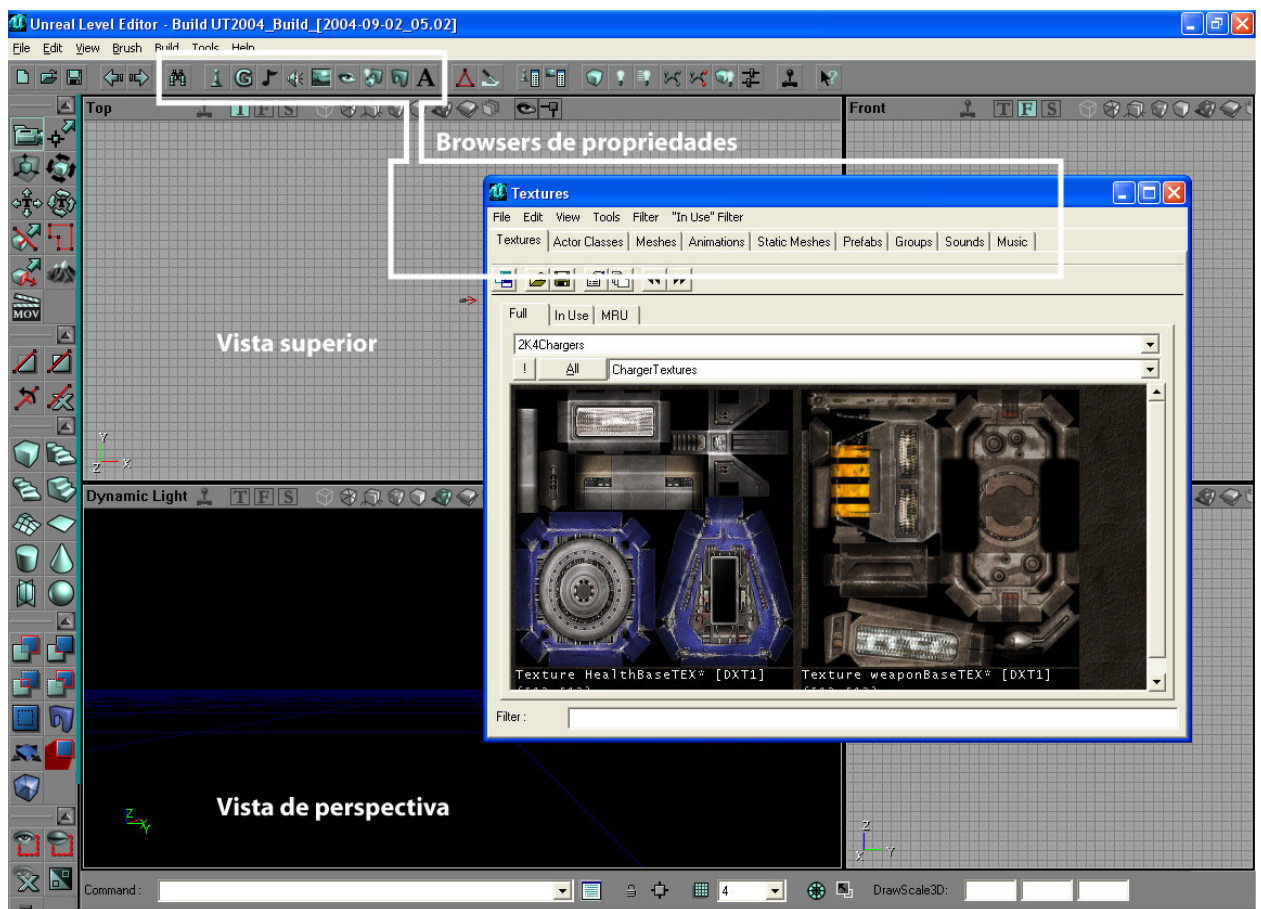 Unreal Level Editor - Build UT2004_Build_[2004-09-02_05.02]
File Edit View Brush Build Tools Help
G A
Top T F S
Front T F S
Browsers de propriedades
Textures
File Edit View Tools Filter "In Use" Filter
Textures Actor Classes Meshes Animations Static Meshes Prefabs Groups Sounds Music
MOV
Full In Use MRU
Vista superior
2K4Chargers
! All ChargerTextures
Y
Z X
Dynamic Light T F S
Texture HealthBaseTEX* [DXT1]
Texture weaponBaseTEX* [DXT1]
Filter :
Vista de perspectiva
Z
Y
Z
X Y
Command :
4
DrawScale3D: